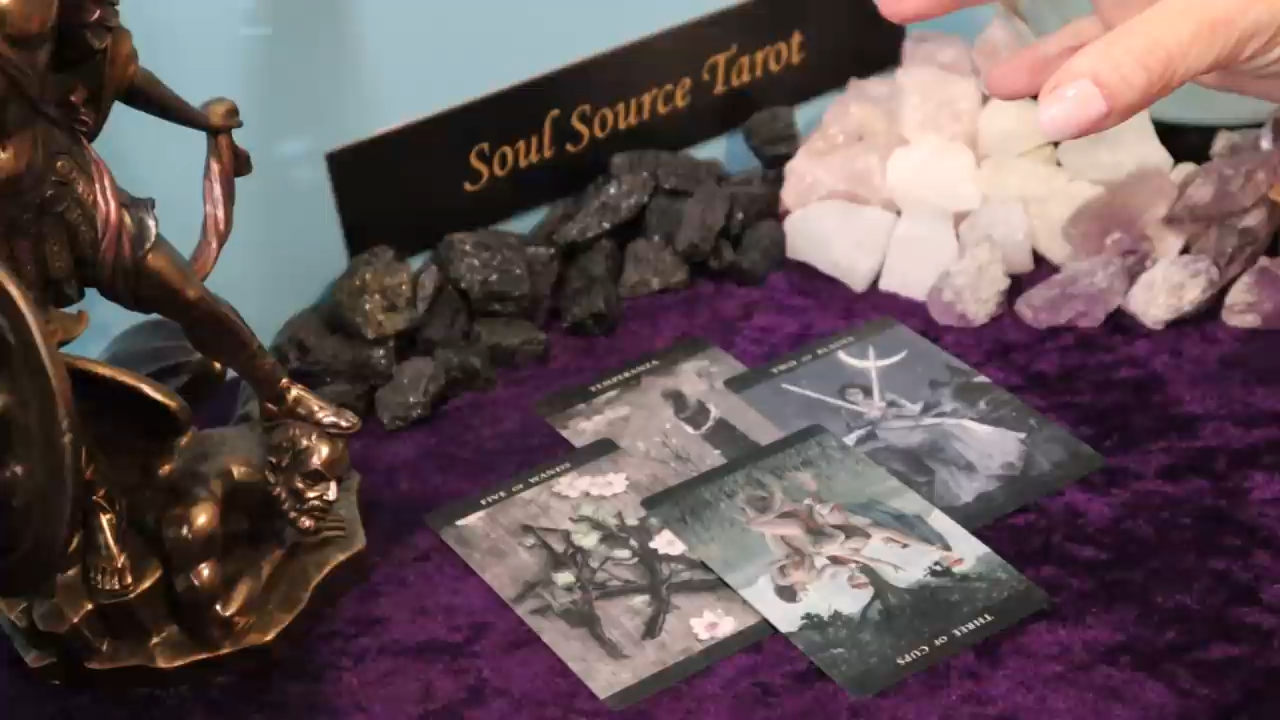 Soul Source Tarot
TEMPERANZA
TWO OF BLADES
FIVE OF WANDS
THREE OF CUPS